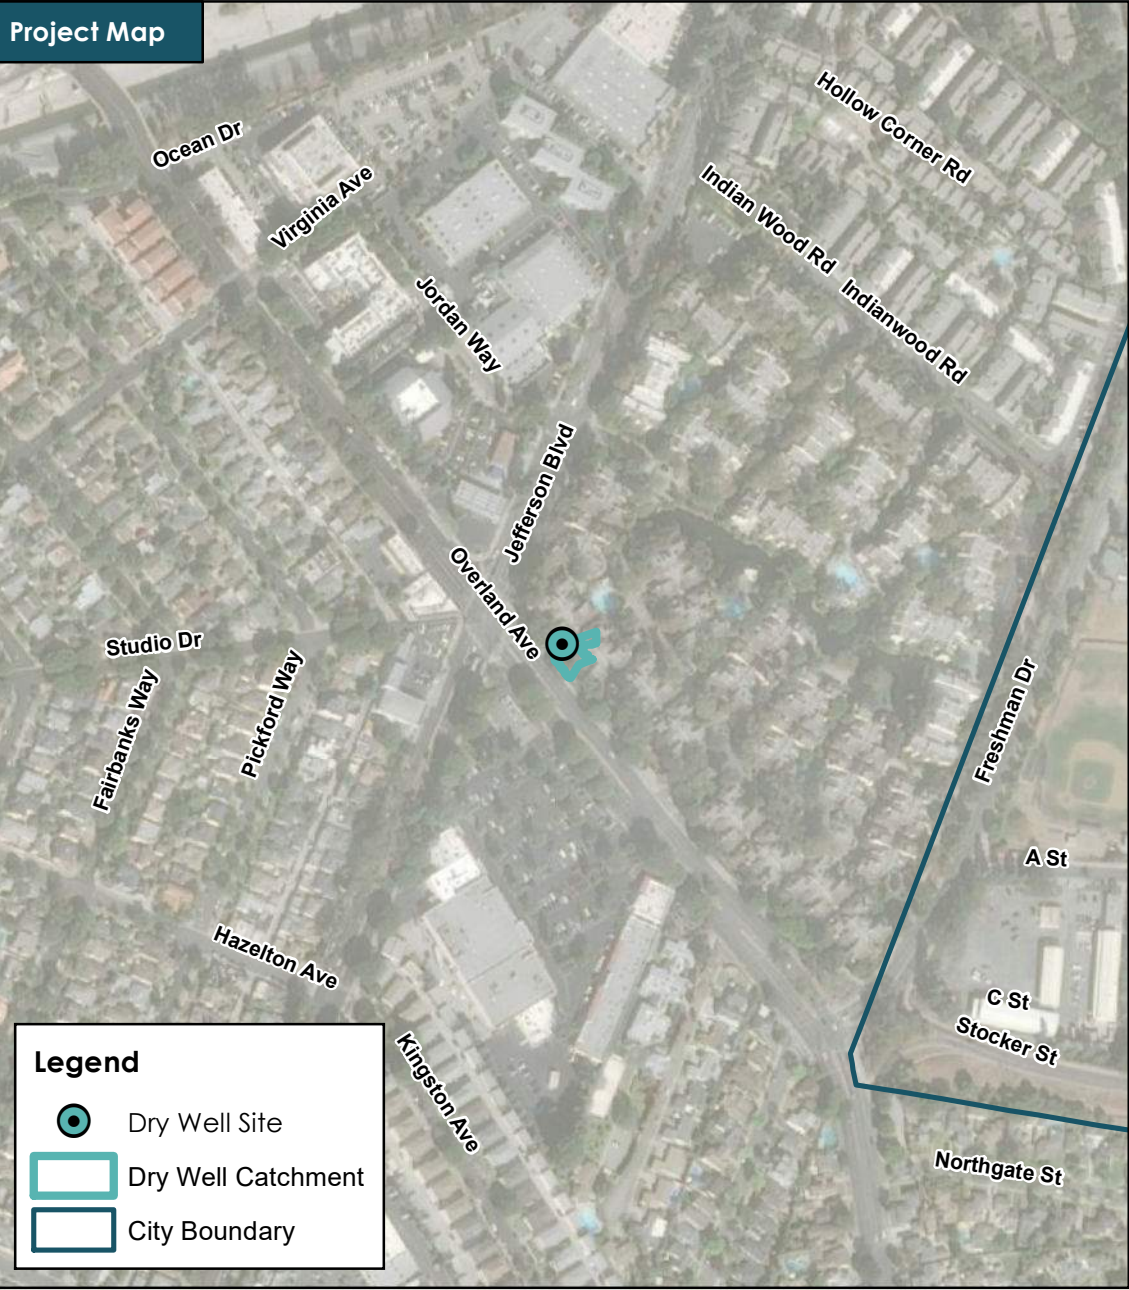 Project Map
Ocean Dr
Hollow Corner Rd
Virginia Ave
Indian Wood Rd
Jordan Way
Indianwood Rd
Jefferson Blvd
Overland Ave
Studio Dr
Pickford Way
Fairbanks Way
Freshman Dr
A St
Hazelton Ave
C St
Stocker St
Kingston Ave
Northgate St
Legend
Dry Well Site
Dry Well Catchment
City Boundary